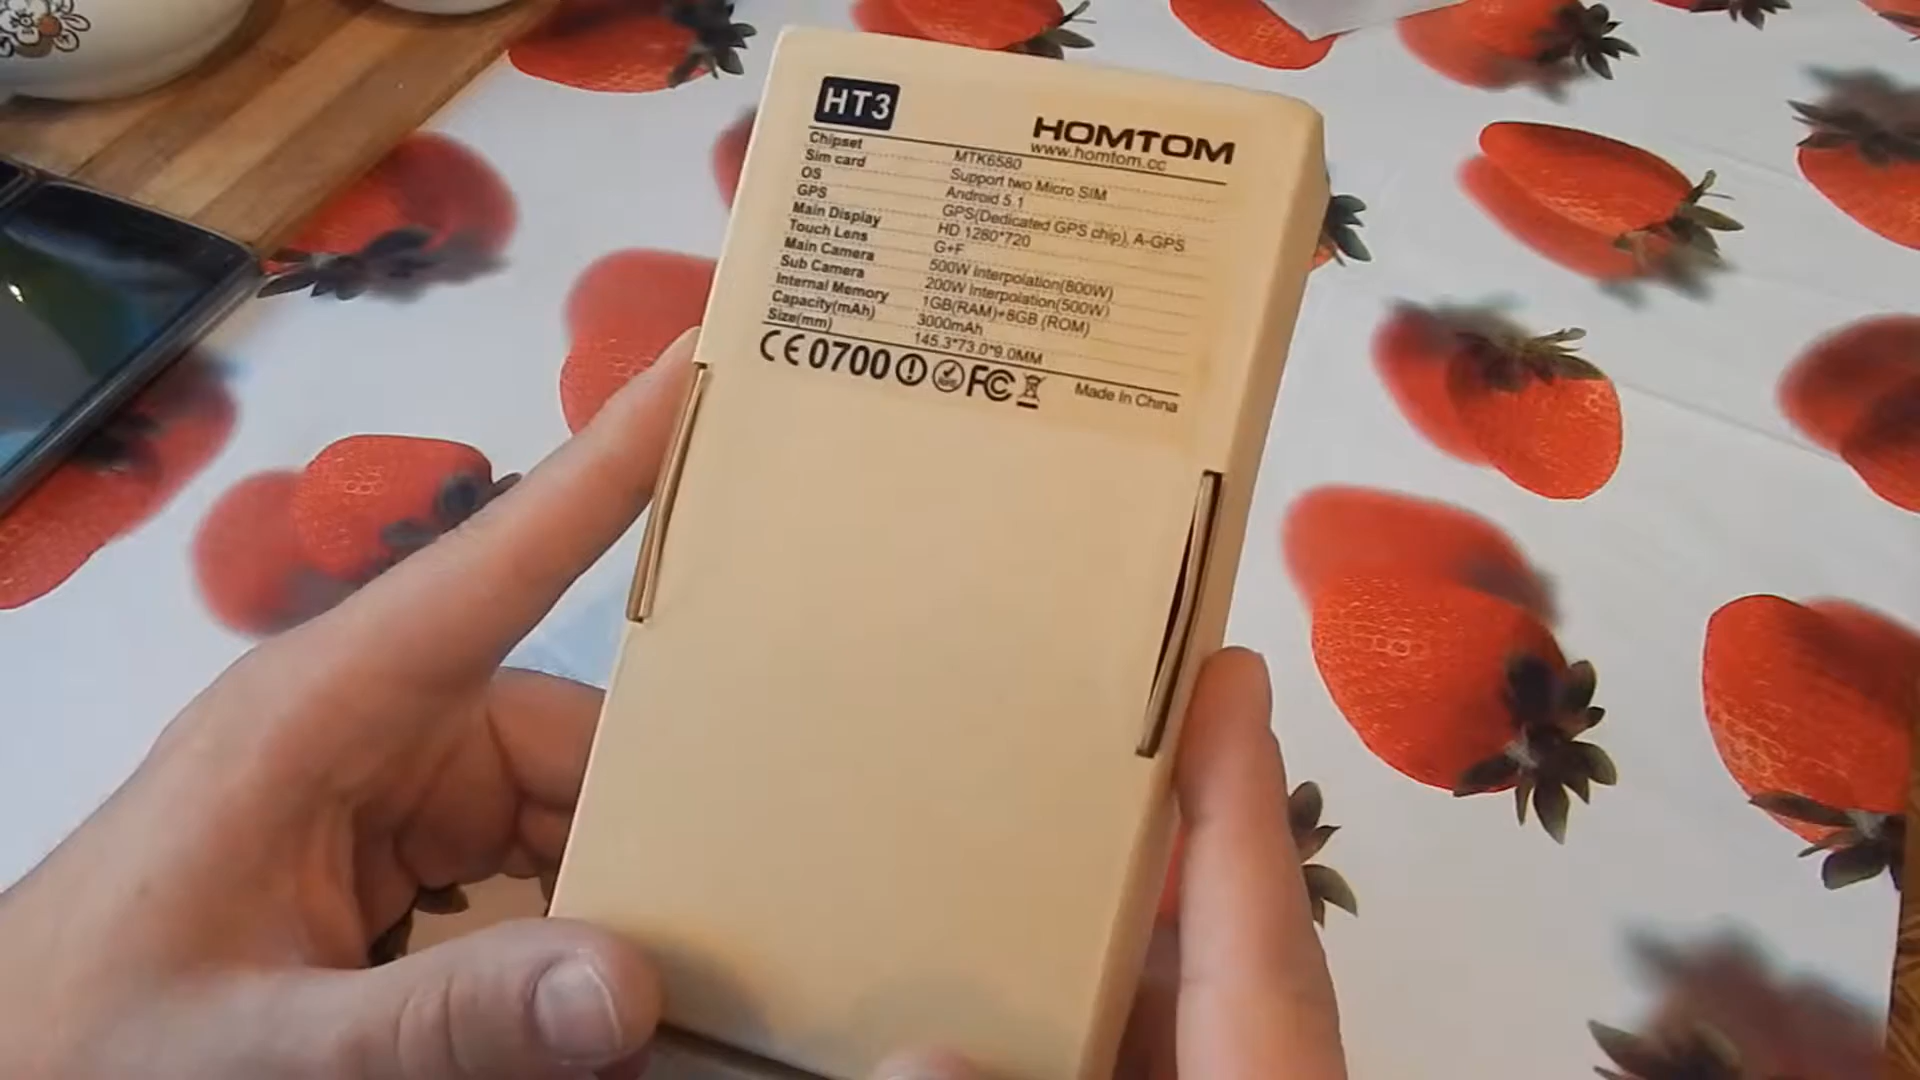 HT3
HOMTOM
www.homtom.cc
Chipset MTK6580
Sim card Support two Micro SIM
OS Android 5.1
GPS GPS(Dedicated GPS chip), A-GPS
Main Display HD 1280*720
Touch Lens G+F
Main Camera 500W Interpolation(800W)
Sub Camera 200W Interpolation(500W)
Internal Memory 1GB(RAM)+8GB (ROM)
Capacity(mAh) 3000mAh
Size(mm) 145.3*73.0*9.0MM
CE0700 FC Made In China